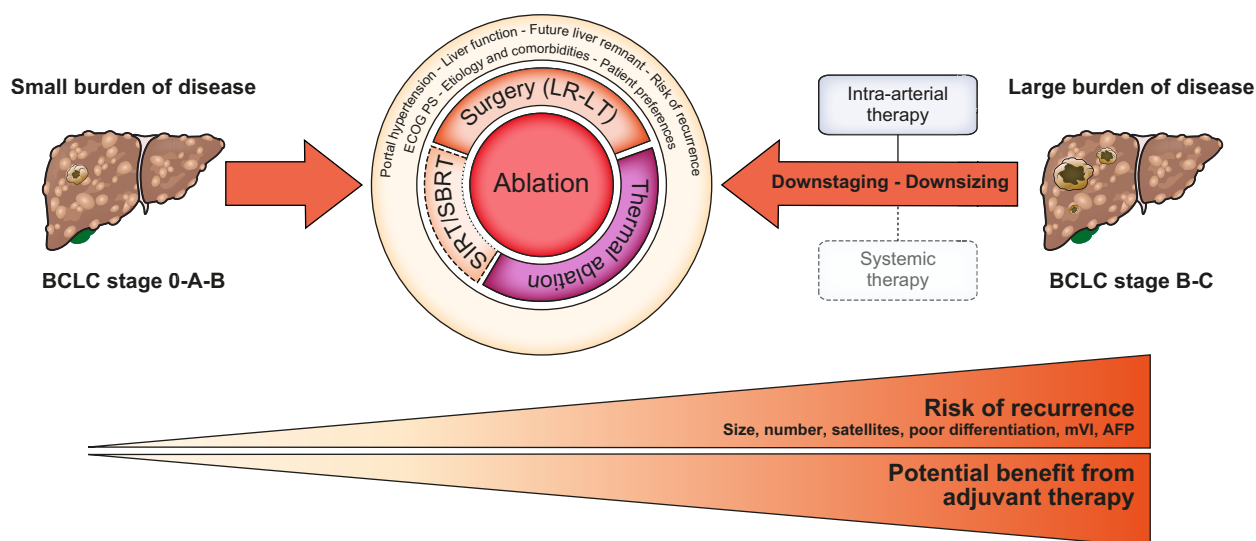 Small burden of disease
BCLC stage 0-A-B
Portal hypertension - Liver function - Future liver remnant - Risk of recurrence
ECOG PS - Etiology and comorbidities - Patient preferences
Surgery (LR-LT)
SIRT/SBRT
Ablation
Thermal ablation
Intra-arterial
therapy
Downstaging - Downsizing
Systemic
therapy
Large burden of disease
BCLC stage B-C
Risk of recurrence
Size, number, satellites, poor differentiation, mVI, AFP
Potential benefit from
adjuvant therapy